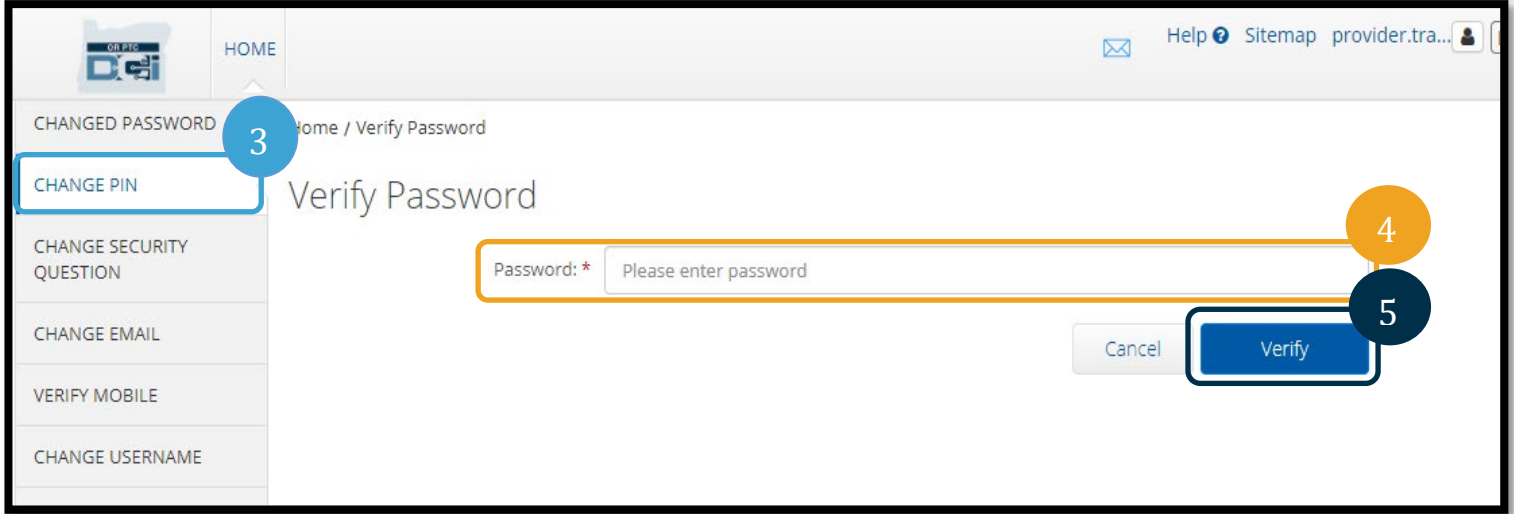 OR PTC
DCi
HOME
Help ? Sitemap provider.tra...
CHANGED PASSWORD
3
Home / Verify Password
CHANGE PIN
Verify Password
4
CHANGE SECURITY
QUESTION
Password: * Please enter password
5
CHANGE EMAIL
Cancel Verify
VERIFY MOBILE
CHANGE USERNAME